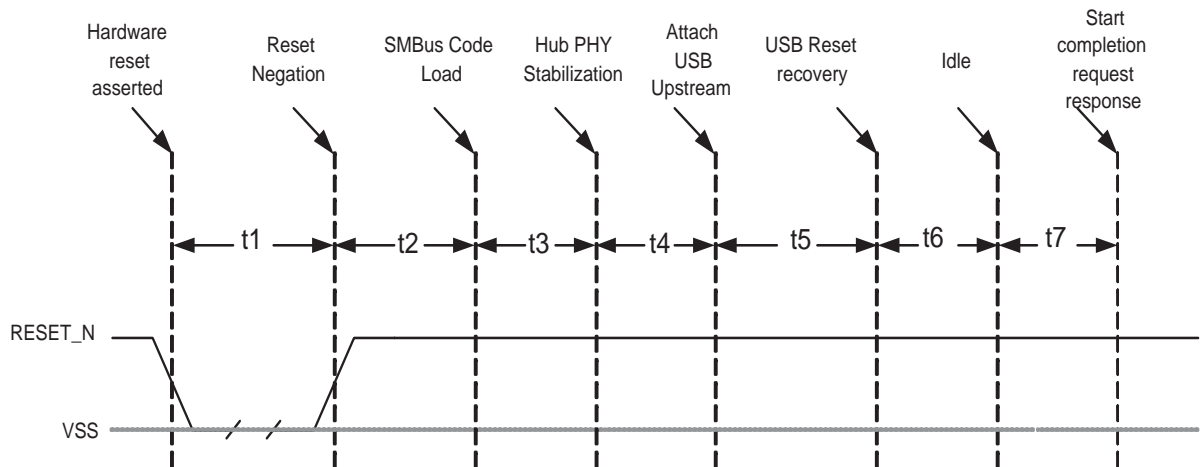 Hardware
reset
asserted
Reset
Negation
SMBus Code
Load
Hub PHY
Stabilization
Attach
USB
Upstream
USB Reset
recovery
Idle
Start
completion
request
response
t1
t2
t3
t4
t5
t6
t7
RESET_N
VSS